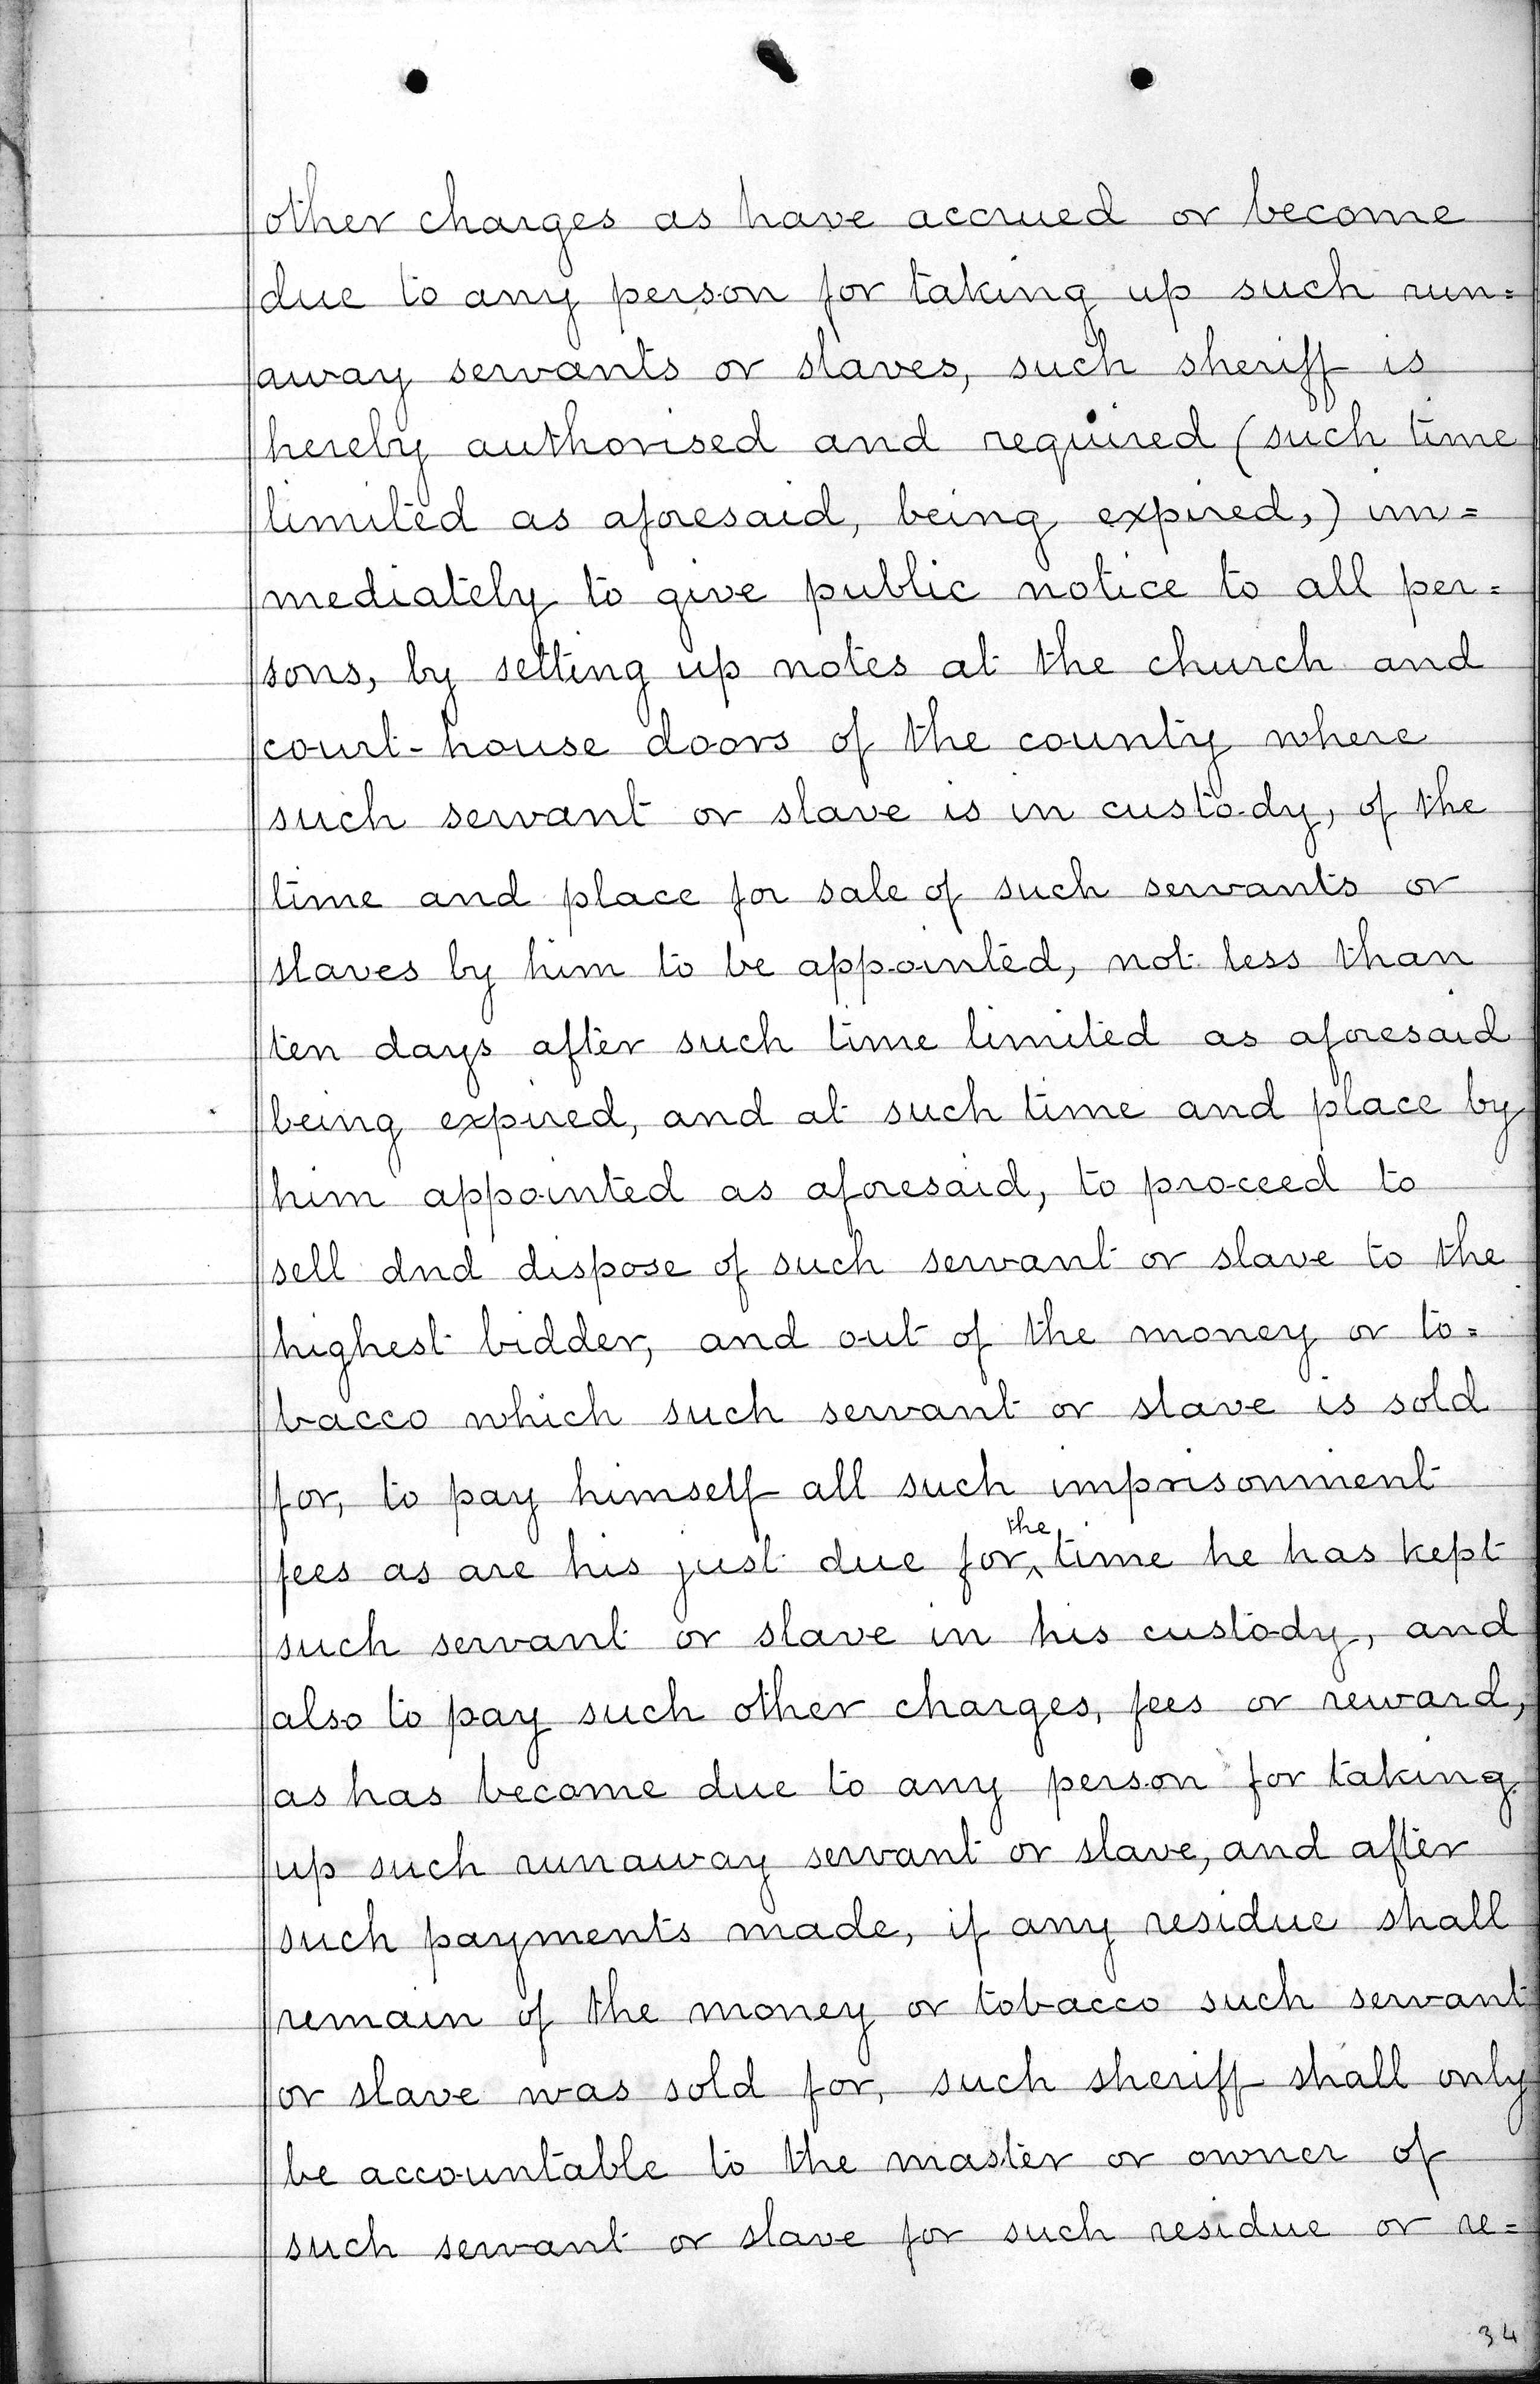 other charges as have accrued or become
due to any person for taking up such run=
away servants or slaves, such sheriff is
hereby authorised and required (such time
limited as aforesaid, being expired,) im=
mediately to give public notice to all per=
sons, by setting up notes at the church and
court-house doors of the county where
such servant or slave is in custody, of the
time and place for sale of such servants or
slaves by him to be appointed, not less than
ten days after such time limited as aforesaid
being expired, and at such time and place by
him appointed as aforesaid, to proceed to
sell dnd dispose of such servant or slave to the
highest bidder, and out of the money or to=
bacco which such servant or slave is sold
for, to pay himself all such imprisonment
fees as are his just due for, the time he has kept
such servant or slave in his custody, and
also to pay such other charges, fees or reward,
as has become due to any person for taking
up such runaway servant or slave, and after
such payments made, if any residue shall
remain of the money or tobacco such servant
or slave was sold for, such sheriff shall only
be accountable to the master or owner of
such servant or slave for such residue or re=
34